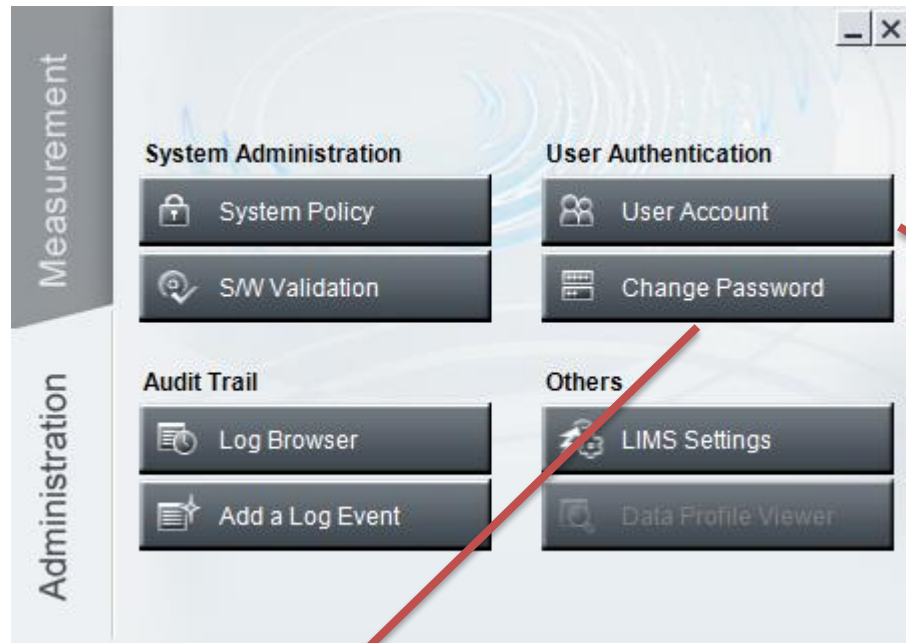 Measurement
Administration
System Administration
System Policy
S/W Validation
User Authentication
User Account
Change Password
Audit Trail
Log Browser
Add a Log Event
Others
LIMS Settings
Data Profile Viewer